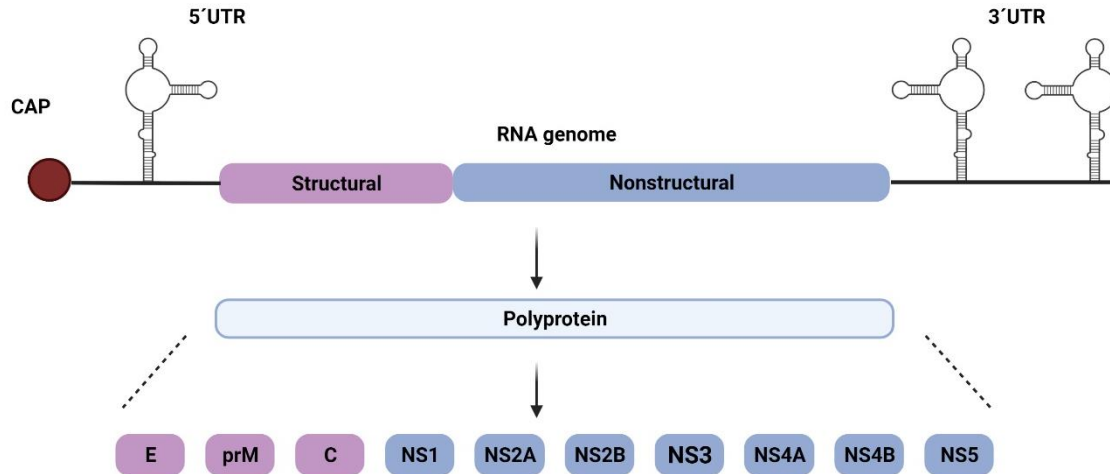 5´UTR
3´UTR
CAP
RNA genome
Structural
Nonstructural
Polyprotein
E
prM
C
NS1
NS2A
NS2B
NS3
NS4A
NS4B
NS5